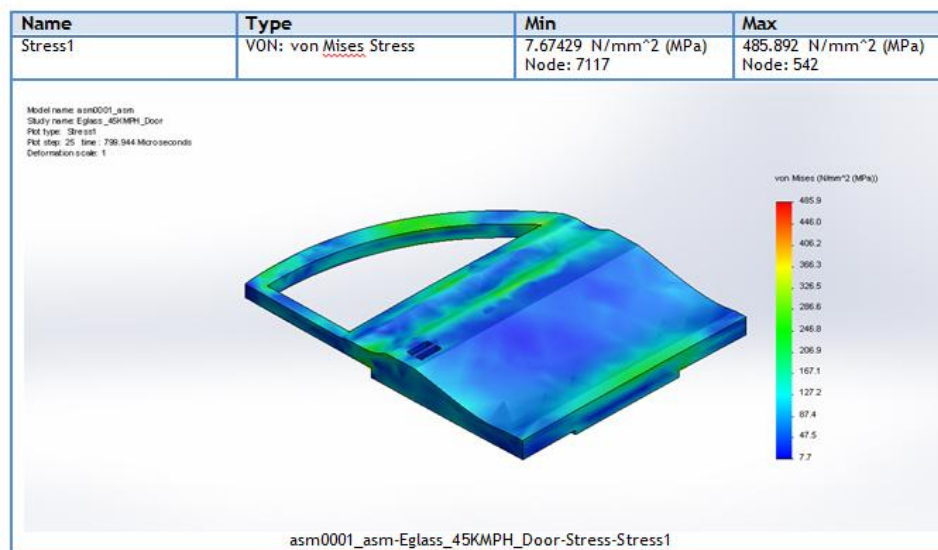 Name Type Min Max
Stress1 VON: von Mises Stress 7.67429 N/mm^2 (MPa) 485.892 N/mm^2 (MPa)
Node: 7117 Node: 542
Model name: asm0001_asm
Study name: Eglass_45KMPH_Door
Plot type: Stress1
Plot step: 25 time : 799.944 Microseconds
Deformation scale: 1
von Mises (N/mm^2 (MPa))
485.9
446.0
406.2
366.3
326.5
286.6
246.8
206.9
167.1
127.2
87.4
47.5
7.7
asm0001_asm-Eglass_45KMPH_Door-Stress-Stress1